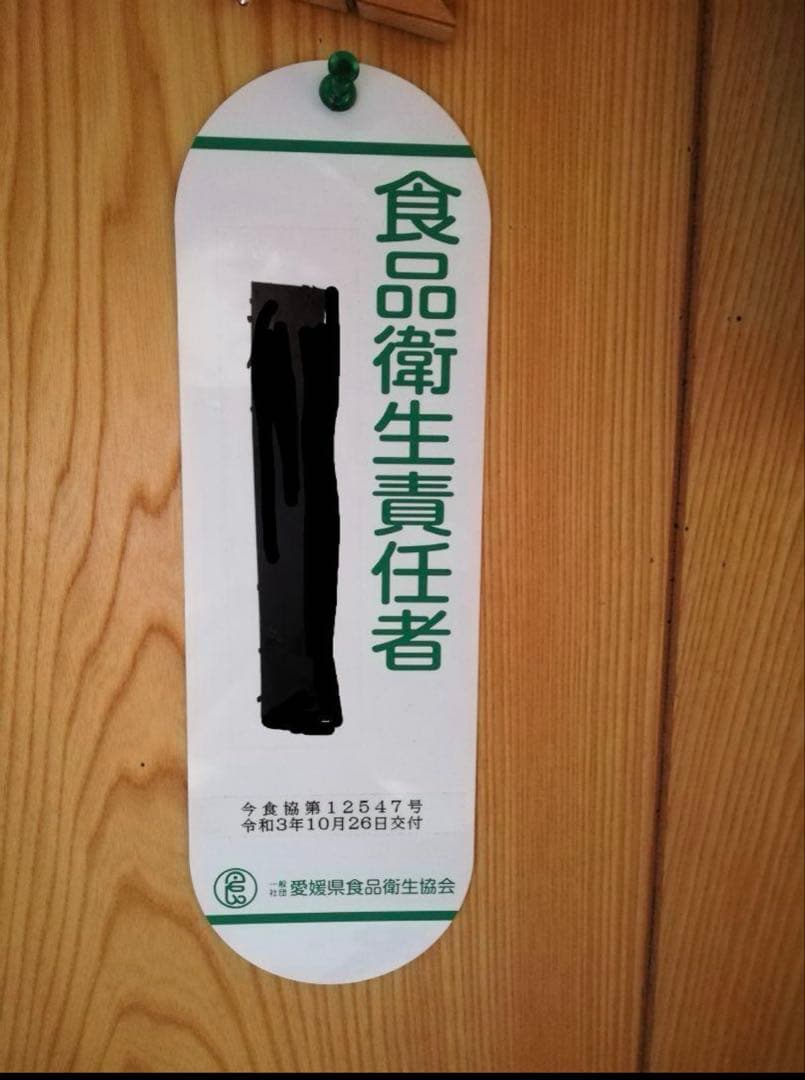 食品衛生責任者
今食協第12547号
令和3年10月26日交付
一般社団 愛媛県食品衛生協会